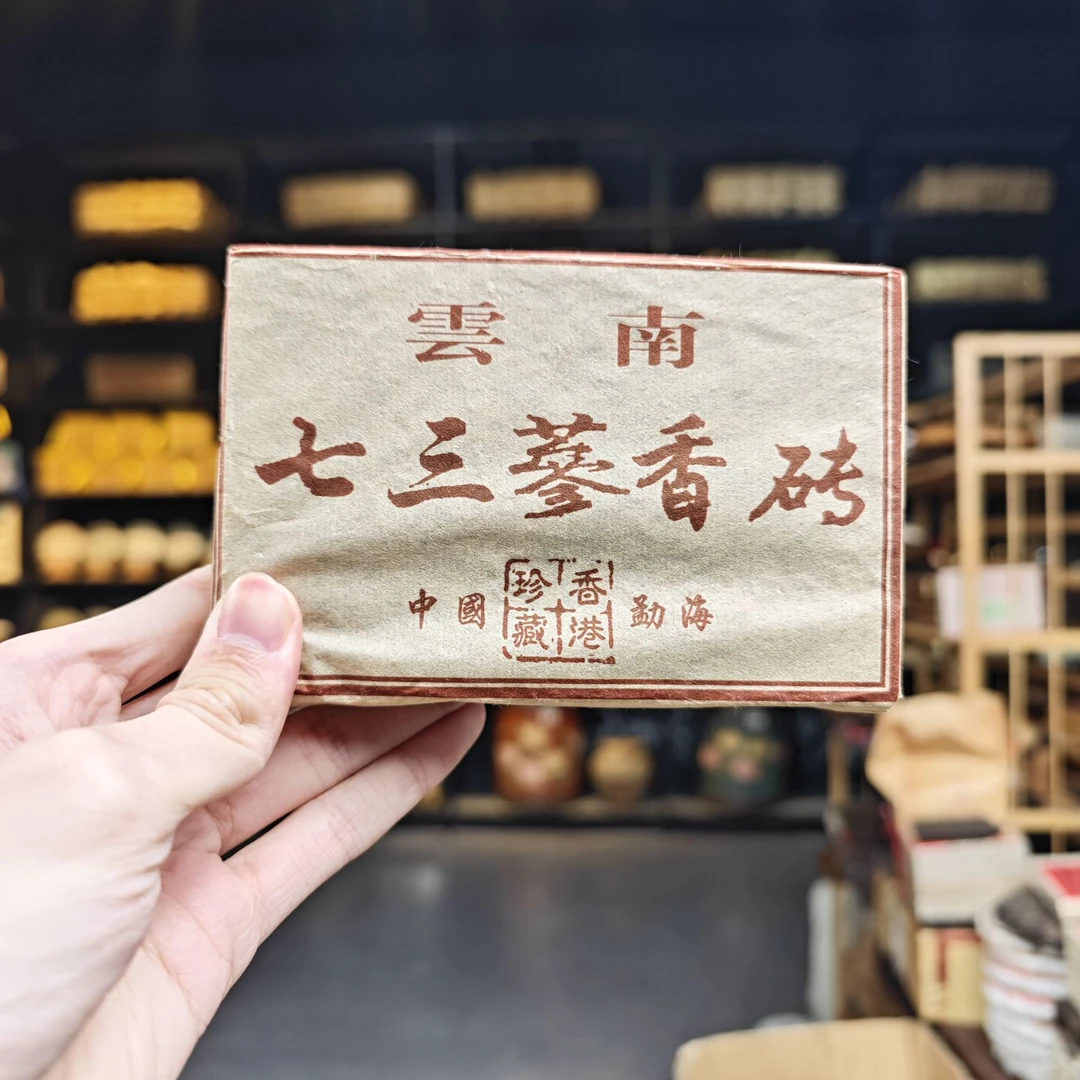 雲南
七三蔘香砖
中國 香港珍藏 勐海